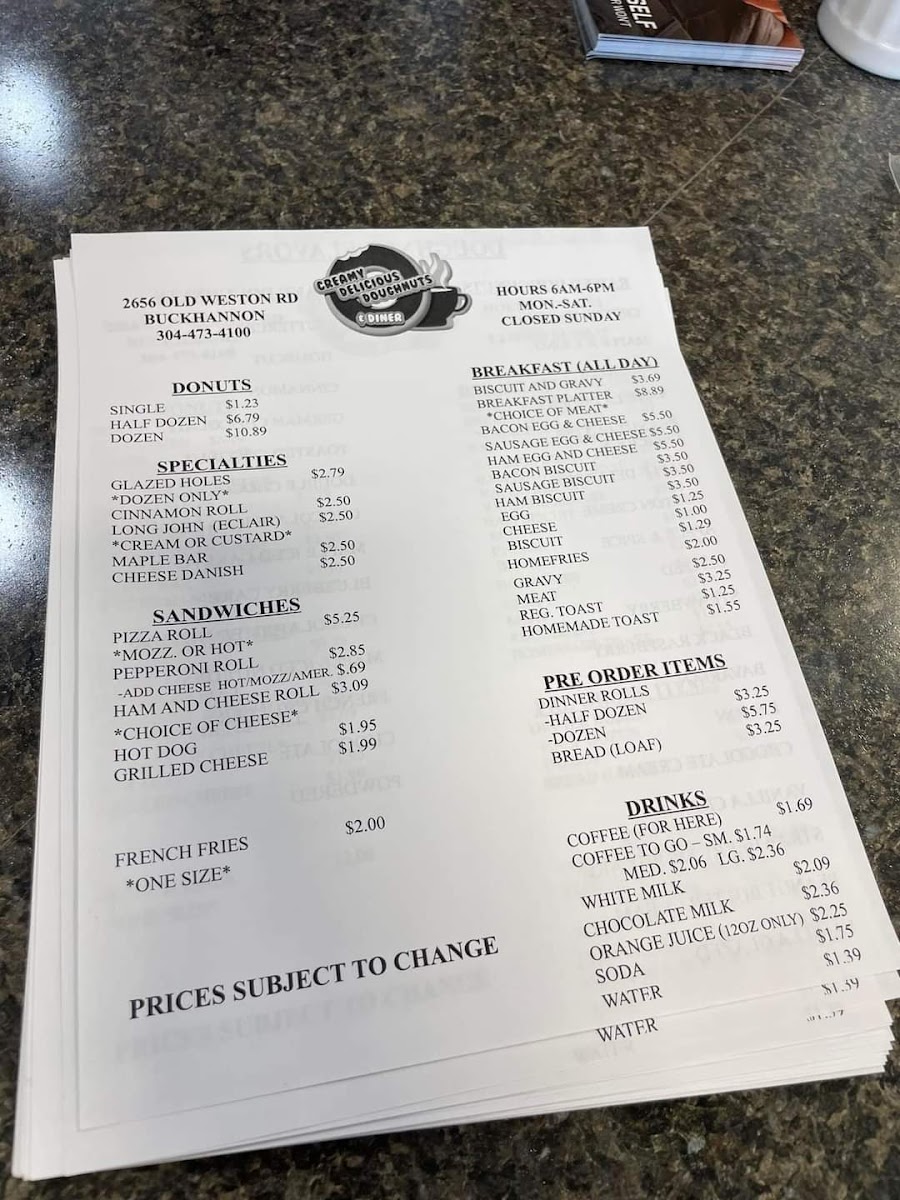 SELF
2656 OLD WESTON RD
BUCKHANNON
304-473-4100
CREAMY
DELICIOUS
DOUGHNUTS
& DINER
HOURS 6AM-6PM
MON.-SAT.
CLOSED SUNDAY
DONUTS
SINGLE $1.23
HALF DOZEN $6.79
DOZEN $10.89
SPECIALTIES
GLAZED HOLES $2.79
*DOZEN ONLY*
CINNAMON ROLL $2.50
LONG JOHN (ECLAIR) $2.50
*CREAM OR CUSTARD*
MAPLE BAR $2.50
CHEESE DANISH $2.50
SANDWICHES
PIZZA ROLL $5.25
*MOZZ. OR HOT*
PEPPERONI ROLL $2.85
-ADD CHEESE HOT/MOZZ/AMER. $.69
HAM AND CHEESE ROLL $3.09
*CHOICE OF CHEESE*
HOT DOG $1.95
GRILLED CHEESE $1.99
FRENCH FRIES $2.00
*ONE SIZE*
PRICES SUBJECT TO CHANGE
BREAKFAST (ALL DAY)
BISCUIT AND GRAVY $3.69
BREAKFAST PLATTER $8.89
*CHOICE OF MEAT*
BACON EGG & CHEESE $5.50
SAUSAGE EGG & CHEESE $5.50
HAM EGG AND CHEESE $5.50
BACON BISCUIT $3.50
SAUSAGE BISCUIT $3.50
HAM BISCUIT $3.50
EGG $1.25
CHEESE $1.00
BISCUIT $1.29
HOMEFRIES $2.00
GRAVY $2.50
MEAT $3.25
REG. TOAST $1.25
HOMEMADE TOAST $1.55
PRE ORDER ITEMS
DINNER ROLLS
-HALF DOZEN $3.25
-DOZEN $5.75
BREAD (LOAF) $3.25
DRINKS
COFFEE (FOR HERE) $1.69
COFFEE TO GO – SM. $1.74
MED. $2.06 LG. $2.36
WHITE MILK $2.09
CHOCOLATE MILK $2.36
ORANGE JUICE (12OZ ONLY) $2.25
SODA $1.75
WATER $1.39
WATER $1.39